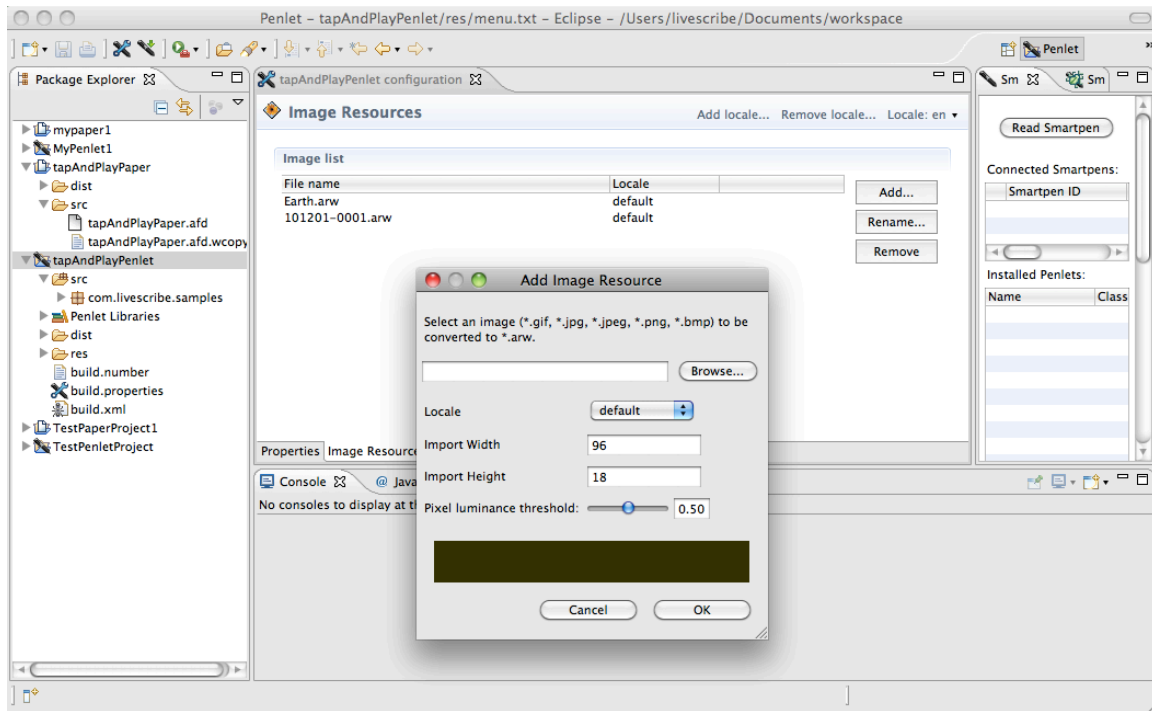 Penlet – tapAndPlayPenlet/res/menu.txt – Eclipse – /Users/livescribe/Documents/workspace
Penlet
Package Explorer
mypaper1
MyPenlet1
tapAndPlayPaper
dist
src
tapAndPlayPaper.afd
tapAndPlayPaper.afd.wcopy
tapAndPlayPenlet
src
com.livescribe.samples
Penlet Libraries
dist
res
build.number
build.properties
build.xml
TestPaperProject1
TestPenletProject
tapAndPlayPenlet configuration
Image Resources
Add locale... Remove locale... Locale: en
Image list
File name Locale
Earth.arw default
101201-0001.arw default
Add...
Rename...
Remove
Properties Image Resourc
Console @ Java
No consoles to display at t
Add Image Resource
Select an image (*.gif, *.jpg, *.jpeg, *.png, *.bmp) to be
converted to *.arw.
Browse...
Locale default
Import Width 96
Import Height 18
Pixel luminance threshold: 0.50
Cancel OK
Sm Sm
Read Smartpen
Connected Smartpens:
Smartpen ID
Installed Penlets:
Name Class